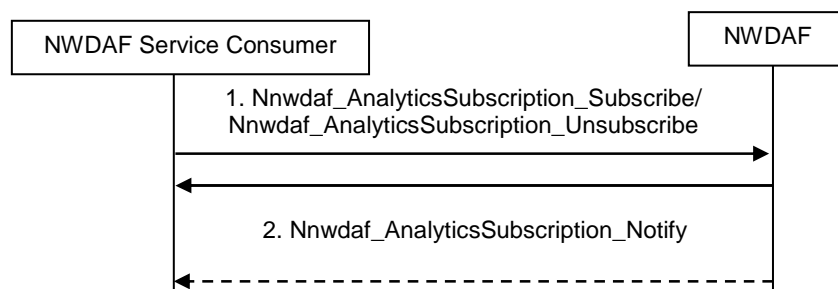 NWDAF Service Consumer
NWDAF
1. Nnwdaf_AnalyticsSubscription_Subscribe/
Nnwdaf_AnalyticsSubscription_Unsubscribe
2. Nnwdaf_AnalyticsSubscription_Notify